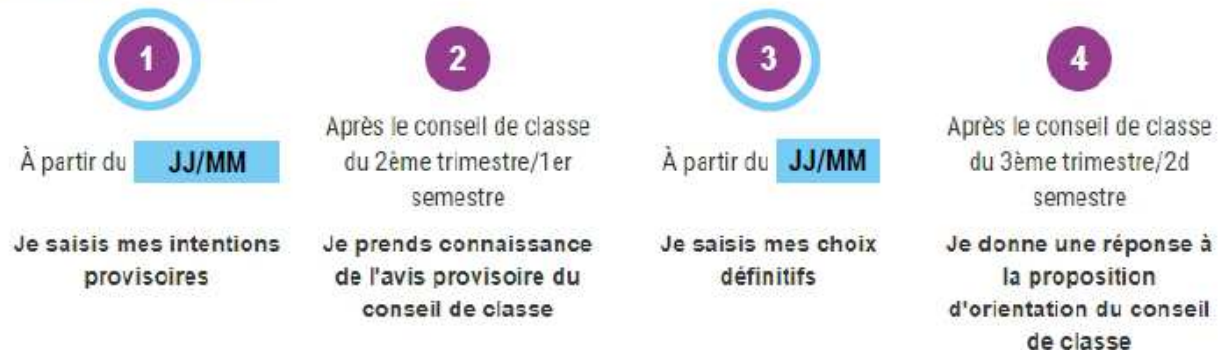 1
À partir du JJ/MM
Je saisis mes intentions
provisoires
2
Après le conseil de classe
du 2ème trimestre/1er
semestre
Je prends connaissance
de l'avis provisoire du
conseil de classe
3
À partir du JJ/MM
Je saisis mes choix
définitifs
4
Après le conseil de classe
du 3ème trimestre/2d
semestre
Je donne une réponse à
la proposition
d'orientation du conseil
de classe